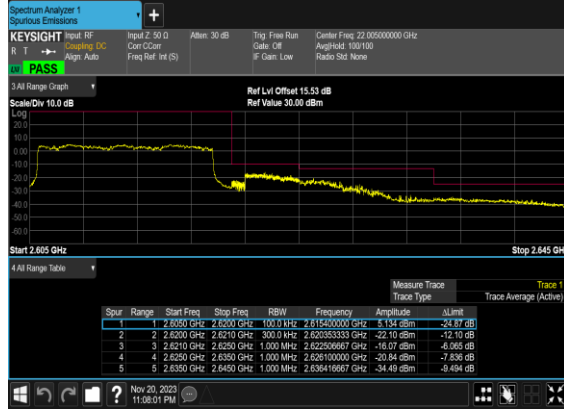 Spectrum Analyzer 1
Spurious Emissions
KEYSIGHT Input: RF Input Z: 50 Ω Atten: 30 dB Trig: Free Run Center Freq: 22.005000000 GHz
R T Coupling: DC Corr CCorr Gate: Off Avg|Hold: 100/100
Align: Auto Freq Ref: Int (S) IF Gain: Low Radio Std: None
PASS
3 All Range Graph
Ref Lvl Offset 15.53 dB
Scale/Div 10.0 dB Ref Value 30.00 dBm
Log
20.0
10.0
0.00
-10.0
-20.0
-30.0
-40.0
-50.0
-60.0
Start 2.605 GHz Stop 2.645 GH
4 All Range Table
Measure Trace Trace 1
Trace Type Trace Average (Active)
Spur Range Start Freq Stop Freq RBW Frequency Amplitude ΔLimit
1 1 2.6050 GHz 2.6200 GHz 100.0 kHz 2.615400000 GHz 5.134 dBm -24.87 dB
2 2 2.6200 GHz 2.6210 GHz 300.0 kHz 2.620353333 GHz -22.10 dBm -12.10 dB
3 3 2.6210 GHz 2.6250 GHz 1.000 MHz 2.622506667 GHz -16.07 dBm -6.065 dB
4 4 2.6250 GHz 2.6350 GHz 1.000 MHz 2.626100000 GHz -20.84 dBm -7.836 dB
5 5 2.6350 GHz 2.6450 GHz 1.000 MHz 2.636416667 GHz -34.49 dBm -9.494 dB
Nov 20, 2023
11:08:01 PM